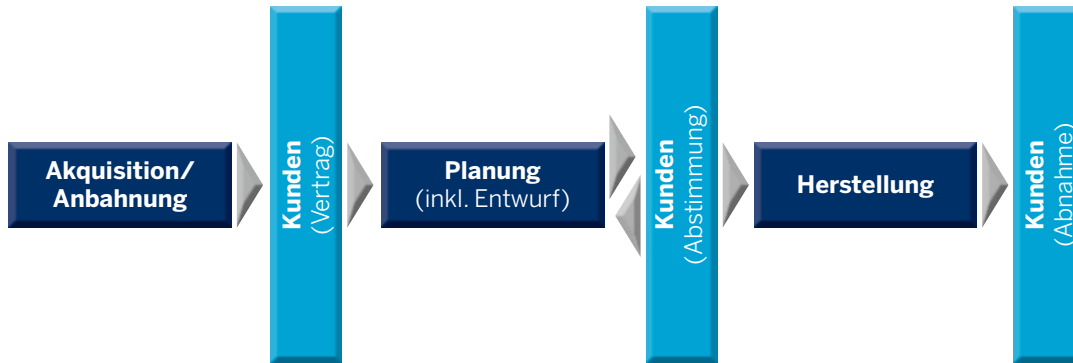 Akquisition/
Anbahnung
Kunden
(Vertrag)
Planung
(inkl. Entwurf)
Kunden
(Abstimmung)
Herstellung
Kunden
(Abnahme)